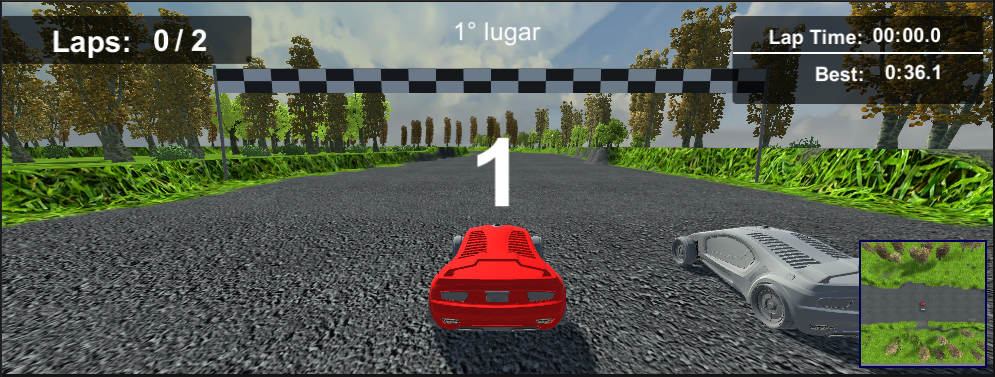 Laps: 0 / 2
1° lugar
Lap Time: 00:00.0
Best: 0:36.1
1